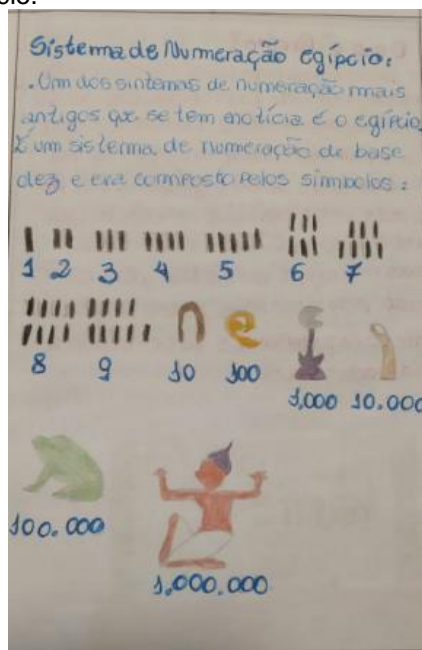 Sistema de Numeração egípcio:
. Um dos sintemas de numeração mais
antigos que se tem notícia é o egípcio,
É um sistema de numeração de base
dez e era composto pelos símbolos:
1 2 3 4 5 6 7
8 9 10 100
1,000 10.000
100.000
1,000.000